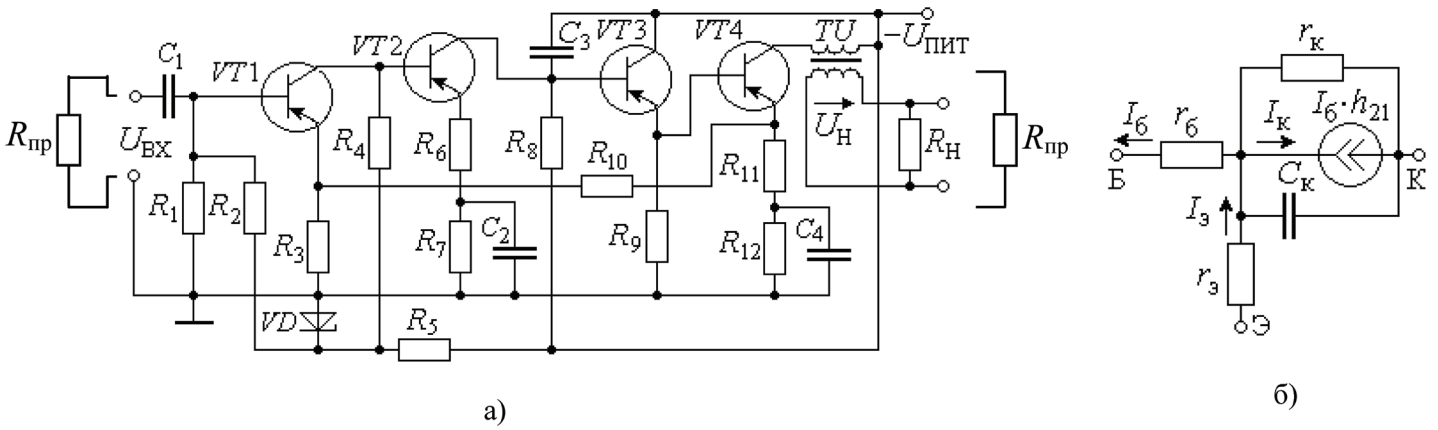 C₁
VT1
VT2
C₃
VT3
VT4
TU
−Uпит
Rпр
Uвх
R₄
R₆
R₈
R₁₀
Uн
Rн
Rпр
R₁₁
R₁
R₂
R₃
R₇
C₂
R₉
R₁₂
C₄
VD
R₅
а)
rк
Iб
rб
Iк
Iб·h₂₁
Б
К
Cк
Iэ
rэ
Э
б)